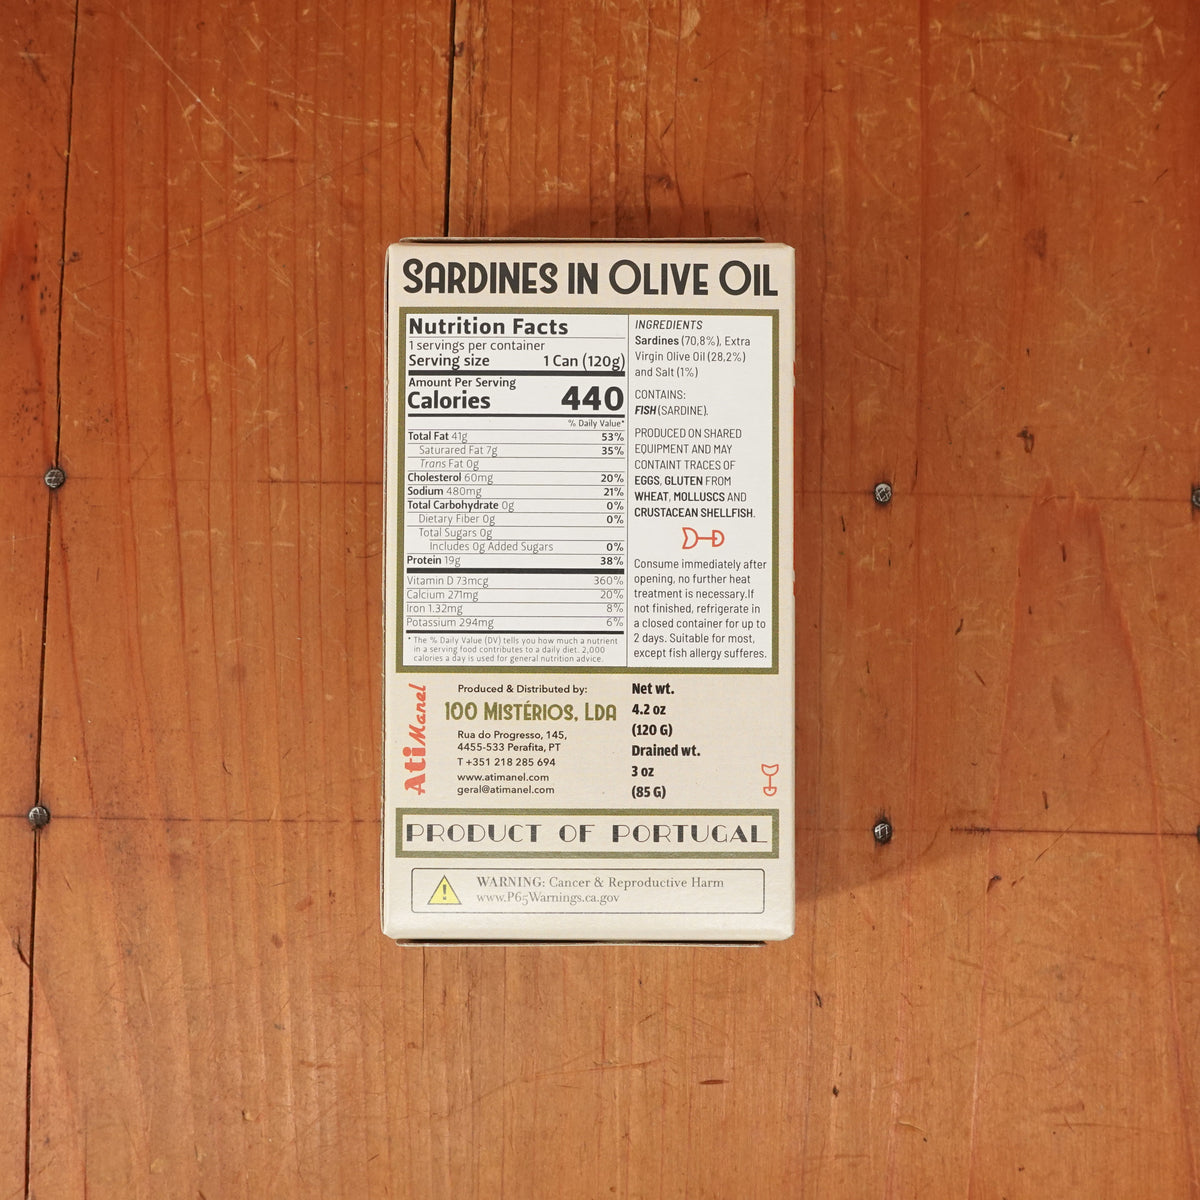 SARDINES IN OLIVE OIL
Nutrition Facts
1 servings per container
Serving size 1 Can (120g)
Amount Per Serving
Calories 440
% Daily Value*
Total Fat 41g 53%
Saturared Fat 7g 35%
Trans Fat 0g
Cholesterol 60mg 20%
Sodium 480mg 21%
Total Carbohydrate 0g 0%
Dietary Fiber 0g 0%
Total Sugars 0g
Includes 0g Added Sugars 0%
Protein 19g 38%
Vitamin D 73mcg 360%
Calcium 271mg 20%
Iron 1.32mg 8%
Potassium 294mg 6%
* The % Daily Value (DV) tells you how much a nutrient
in a serving food contributes to a daily diet. 2,000
calories a day is used for general nutrition advice.
INGREDIENTS
Sardines (70,8%), Extra
Virgin Olive Oil (28,2%)
and Salt (1%)
CONTAINS:
FISH (SARDINE).
PRODUCED ON SHARED
EQUIPMENT AND MAY
CONTAINT TRACES OF
EGGS, GLUTEN FROM
WHEAT, MOLLUSCS AND
CRUSTACEAN SHELLFISH.
Consume immediately after
opening, no further heat
treatment is necessary.If
not finished, refrigerate in
a closed container for up to
2 days. Suitable for most,
except fish allergy sufferes.
Ati Manel
Produced & Distributed by:
100 MISTÉRIOS, LDA
Rua do Progresso, 145,
4455-533 Perafita, PT
T +351 218 285 694
www.atimanel.com
geral@atimanel.com
Net wt.
4.2 oz
(120 G)
Drained wt.
3 oz
(85 G)
PRODUCT OF PORTUGAL
WARNING: Cancer & Reproductive Harm
www.P65Warnings.ca.gov